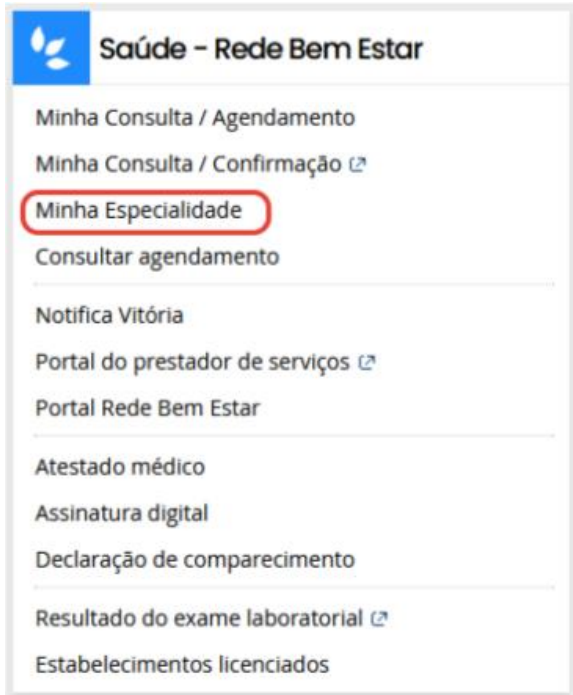 Saúde - Rede Bem Estar
Minha Consulta / Agendamento
Minha Consulta / Confirmação
Minha Especialidade
Consultar agendamento
Notifica Vitória
Portal do prestador de serviços
Portal Rede Bem Estar
Atestado médico
Assinatura digital
Declaração de comparecimento
Resultado do exame laboratorial
Estabelecimentos licenciados